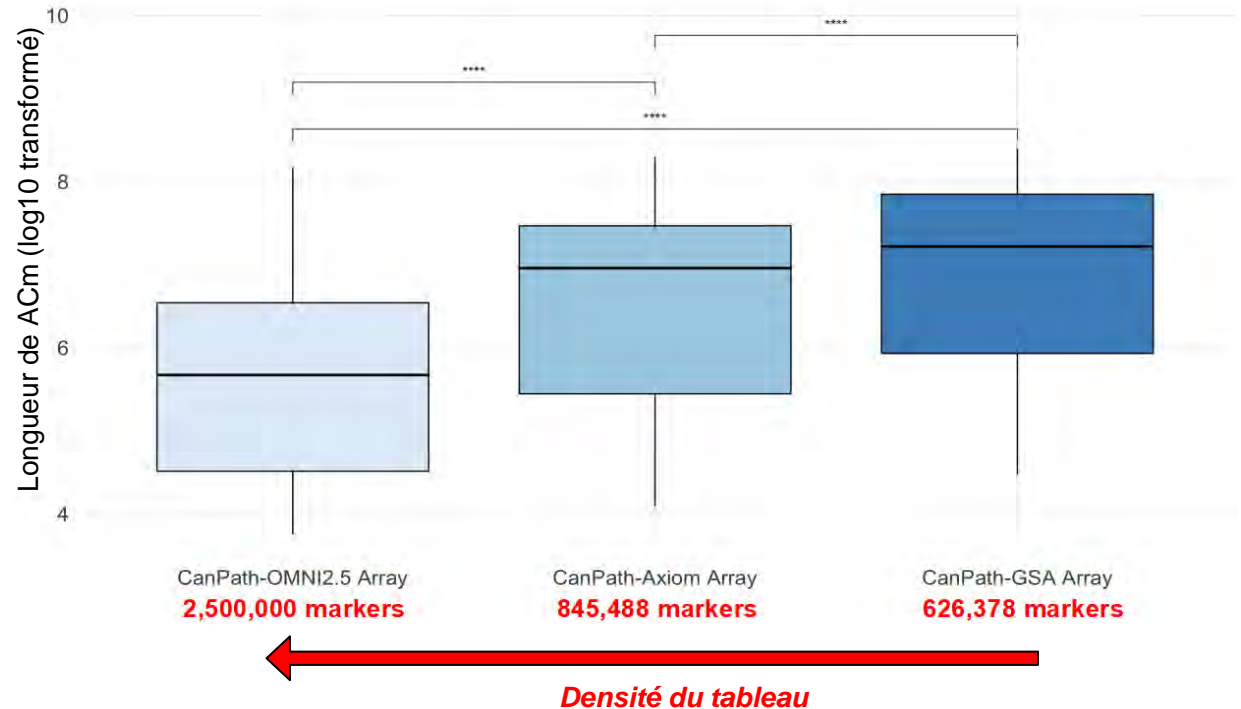 Longueur de ACm (log10 transformé)
10
8
6
4
****
****
****
CanPath-OMNI2.5 Array
2,500,000 markers
CanPath-Axiom Array
845,488 markers
CanPath-GSA Array
626,378 markers
Densité du tableau